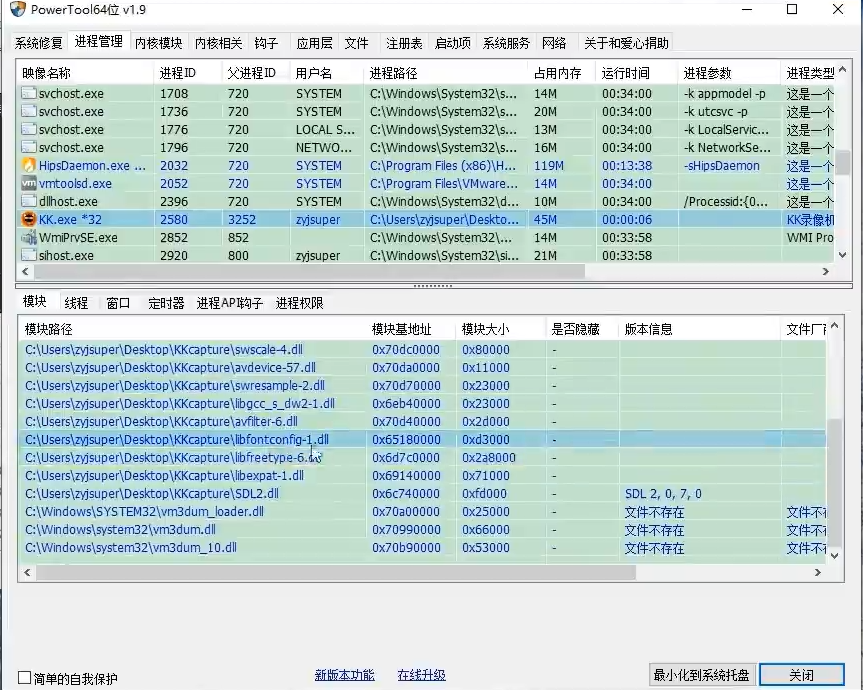 PowerTool64位 v1.9
系统修复 进程管理 内核模块 内核相关 钩子 应用层 文件 注册表 启动项 系统服务 网络 关于和爱心捐助
映像名称 进程ID 父进程ID 用户名 进程路径 占用内存 运行时间 进程参数 进程类型
svchost.exe 1708 720 SYSTEM C:\Windows\System32\s... 14M 00:34:00 -k appmodel -p 这是一个
svchost.exe 1736 720 SYSTEM C:\Windows\System32\s... 20M 00:34:00 -k utcsvc -p 这是一个
svchost.exe 1776 720 LOCAL S... C:\Windows\System32\s... 13M 00:34:00 -k LocalServic... 这是一个
svchost.exe 1796 720 NETWO... C:\Windows\System32\s... 16M 00:34:00 -k NetworkSe... 这是一个
HipsDaemon.exe ... 2032 720 SYSTEM C:\Program Files (x86)\H... 119M 00:13:38 -sHipsDaemon 这是一个
vmtoolsd.exe 2052 720 SYSTEM C:\Program Files\VMware... 14M 00:34:00 这是一个
dllhost.exe 2396 720 SYSTEM C:\Windows\System32\d... 10M 00:34:00 /Processid:{0... 这是一个
KK.exe *32 2580 3252 zyjsuper C:\Users\zyjsuper\Deskto... 45M 00:00:06 KK录像机
WmiPrvSE.exe 2852 852 C:\Windows\System32\... 14M 00:33:58 WMI Pro
sihost.exe 2920 800 zyjsuper C:\Windows\System32\si... 21M 00:33:58
模块 线程 窗口 定时器 进程API钩子 进程权限
模块路径 模块基地址 模块大小 是否隐藏 版本信息 文件厂商
C:\Users\zyjsuper\Desktop\KKcapture\swscale-4.dll 0x70dc0000 0x80000 -
C:\Users\zyjsuper\Desktop\KKcapture\avdevice-57.dll 0x70da0000 0x11000 -
C:\Users\zyjsuper\Desktop\KKcapture\swresample-2.dll 0x70d70000 0x23000 -
C:\Users\zyjsuper\Desktop\KKcapture\libgcc_s_dw2-1.dll 0x6eb40000 0x23000 -
C:\Users\zyjsuper\Desktop\KKcapture\avfilter-6.dll 0x70d40000 0x2d000 -
C:\Users\zyjsuper\Desktop\KKcapture\libfontconfig-1.dll 0x65180000 0xd3000 -
C:\Users\zyjsuper\Desktop\KKcapture\libfreetype-6.dll 0x6d7c0000 0x2a8000 -
C:\Users\zyjsuper\Desktop\KKcapture\libexpat-1.dll 0x69140000 0x71000 -
C:\Users\zyjsuper\Desktop\KKcapture\SDL2.dll 0x6c740000 0xfd000 - SDL 2, 0, 7, 0
C:\Windows\SYSTEM32\vm3dum_loader.dll 0x70a00000 0x25000 - 文件不存在 文件不存
C:\Windows\system32\vm3dum.dll 0x70990000 0x66000 - 文件不存在 文件不存
C:\Windows\system32\vm3dum_10.dll 0x70b90000 0x53000 - 文件不存在 文件不存
简单的自我保护 新版本功能 在线升级 最小化到系统托盘 关闭